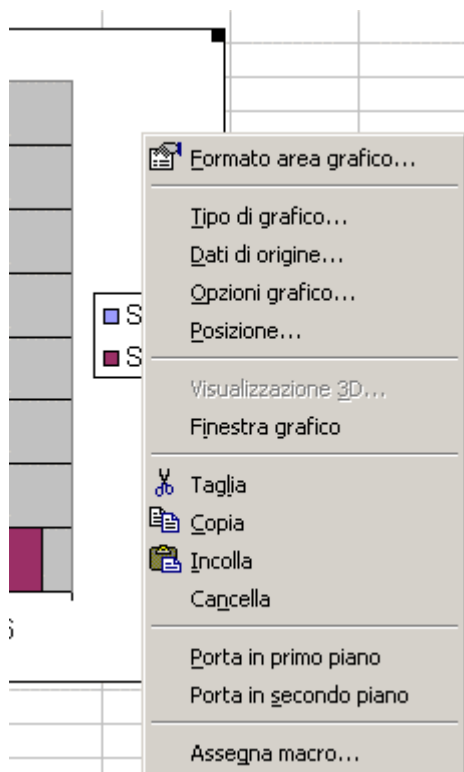 Formato area grafico...
Tipo di grafico...
Dati di origine...
Opzioni grafico...
S
Posizione...
S
Visualizzazione 3D...
Finestra grafico
Taglia
Copia
Incolla
Cancella
Porta in primo piano
Porta in secondo piano
Assegna macro...